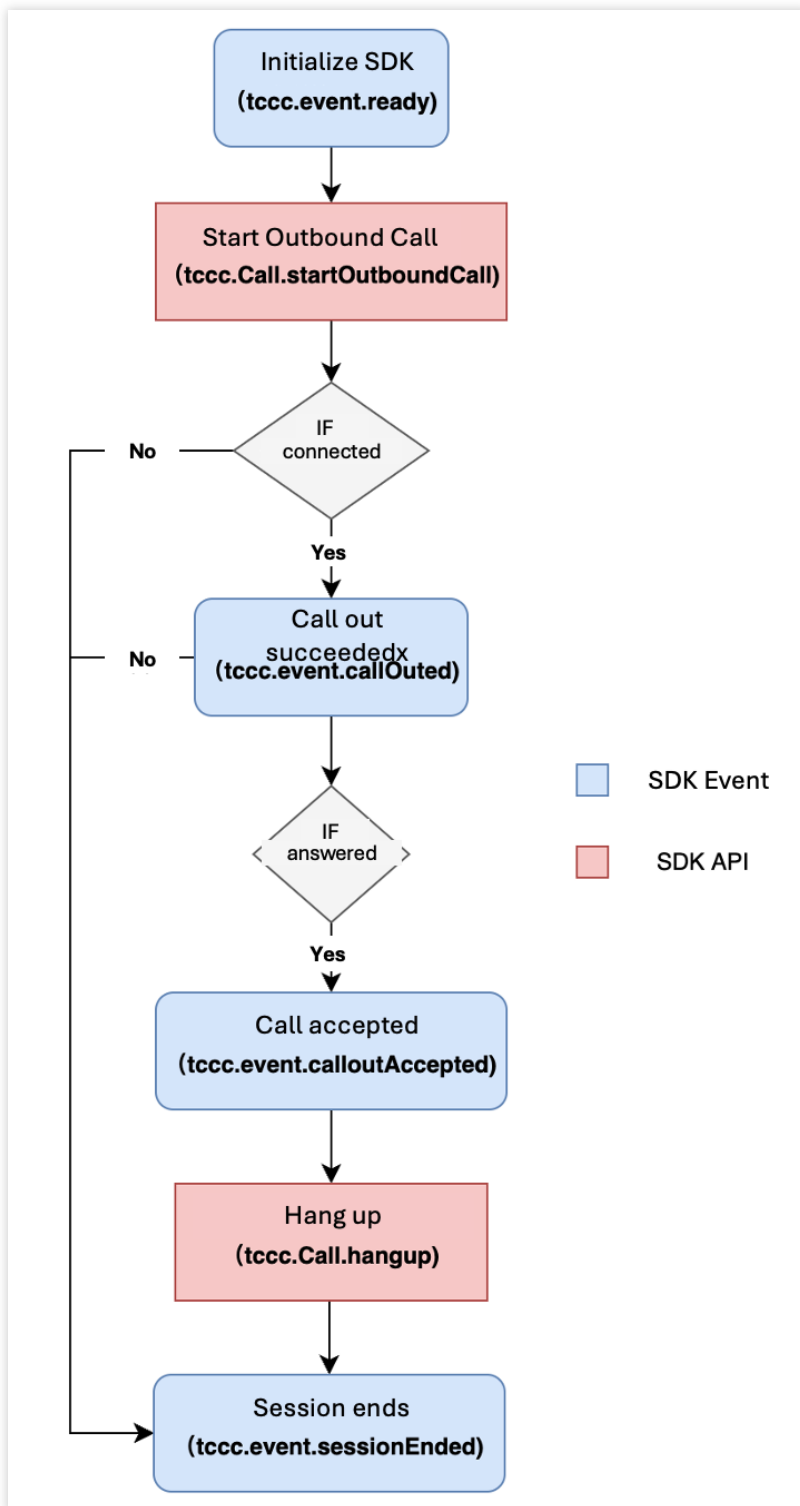 Initialize SDK
(tccc.event.ready)
Start Outbound Call
(tccc.Call.startOutboundCall)
IF
connected
No
Yes
Call out
succeededx
(tccc.event.callOuted)
No
IF
answered
SDK Event
SDK API
Yes
Call accepted
(tccc.event.calloutAccepted)
Hang up
(tccc.Call.hangup)
Session ends
(tccc.event.sessionEnded)